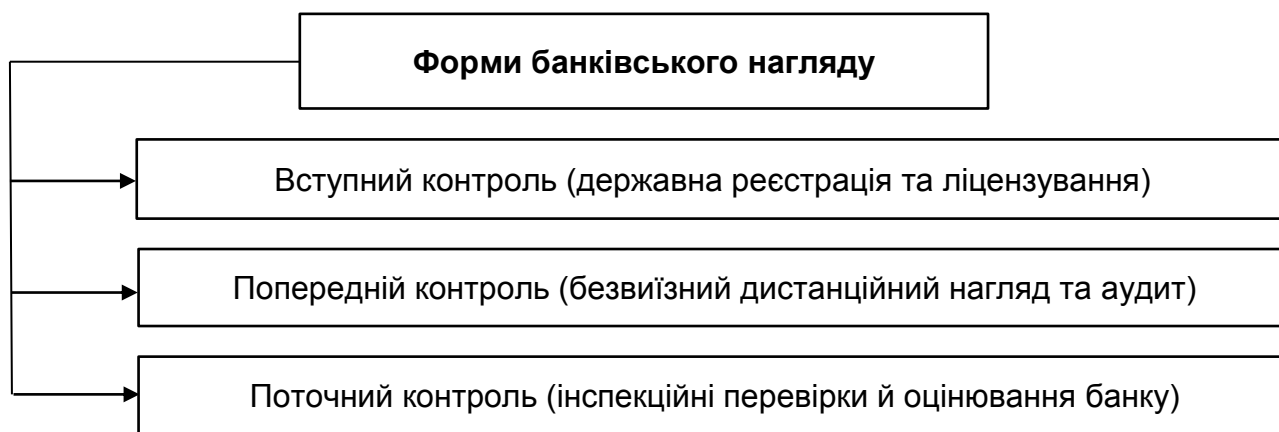 Форми банківського нагляду
Вступний контроль (державна реєстрація та ліцензування)
Попередній контроль (безвиїзний дистанційний нагляд та аудит)
Поточний контроль (інспекційні перевірки й оцінювання банку)